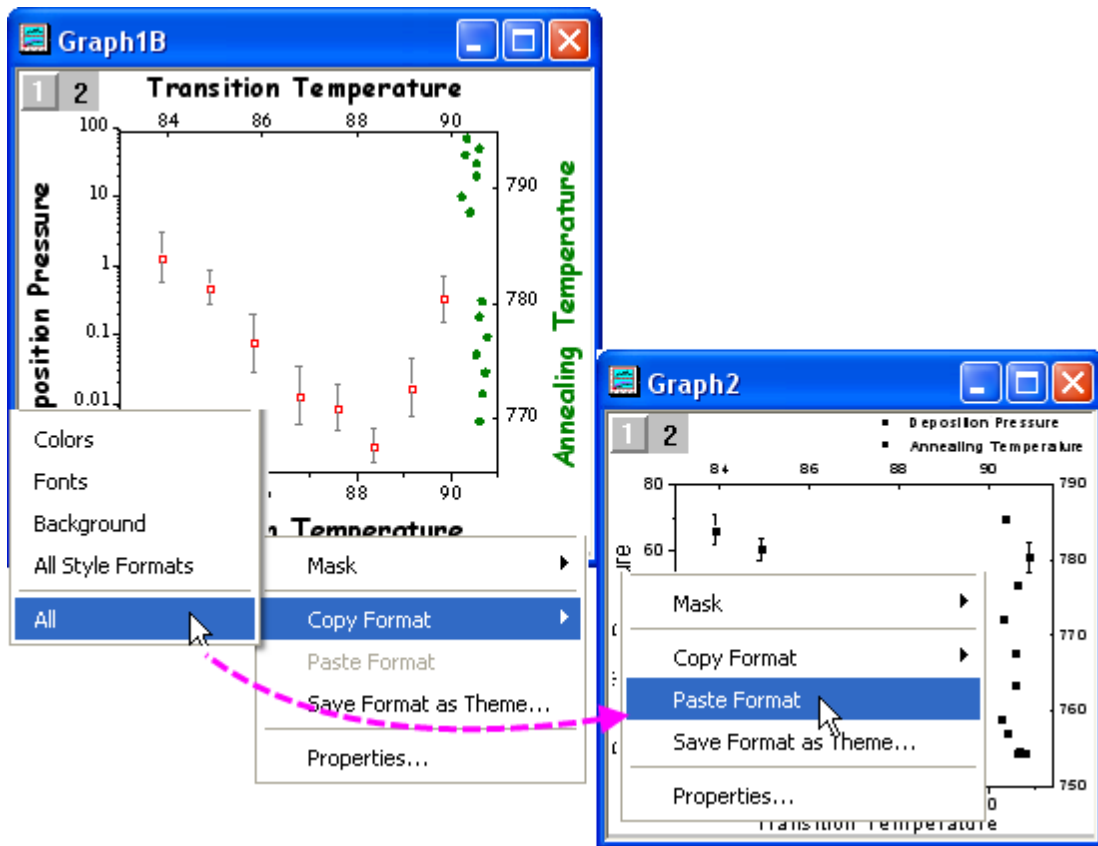 Graph1B
1 2
Transition Temperature
84 86 88 90
100
10
1
0.1
0.01
position Pressure
790
780
770
Annealing Temperature
88 90
Temperature
Colors
Fonts
Background
All Style Formats
All
Mask
Copy Format
Paste Format
Save Format as Theme...
Properties...
Graph2
1 2
Deposition Pressure
Annealing Temperature
84 86 88 90
80
60
790
780
770
760
750
Mask
Copy Format
Paste Format
Save Format as Theme...
Properties...
0
Transition Temperature